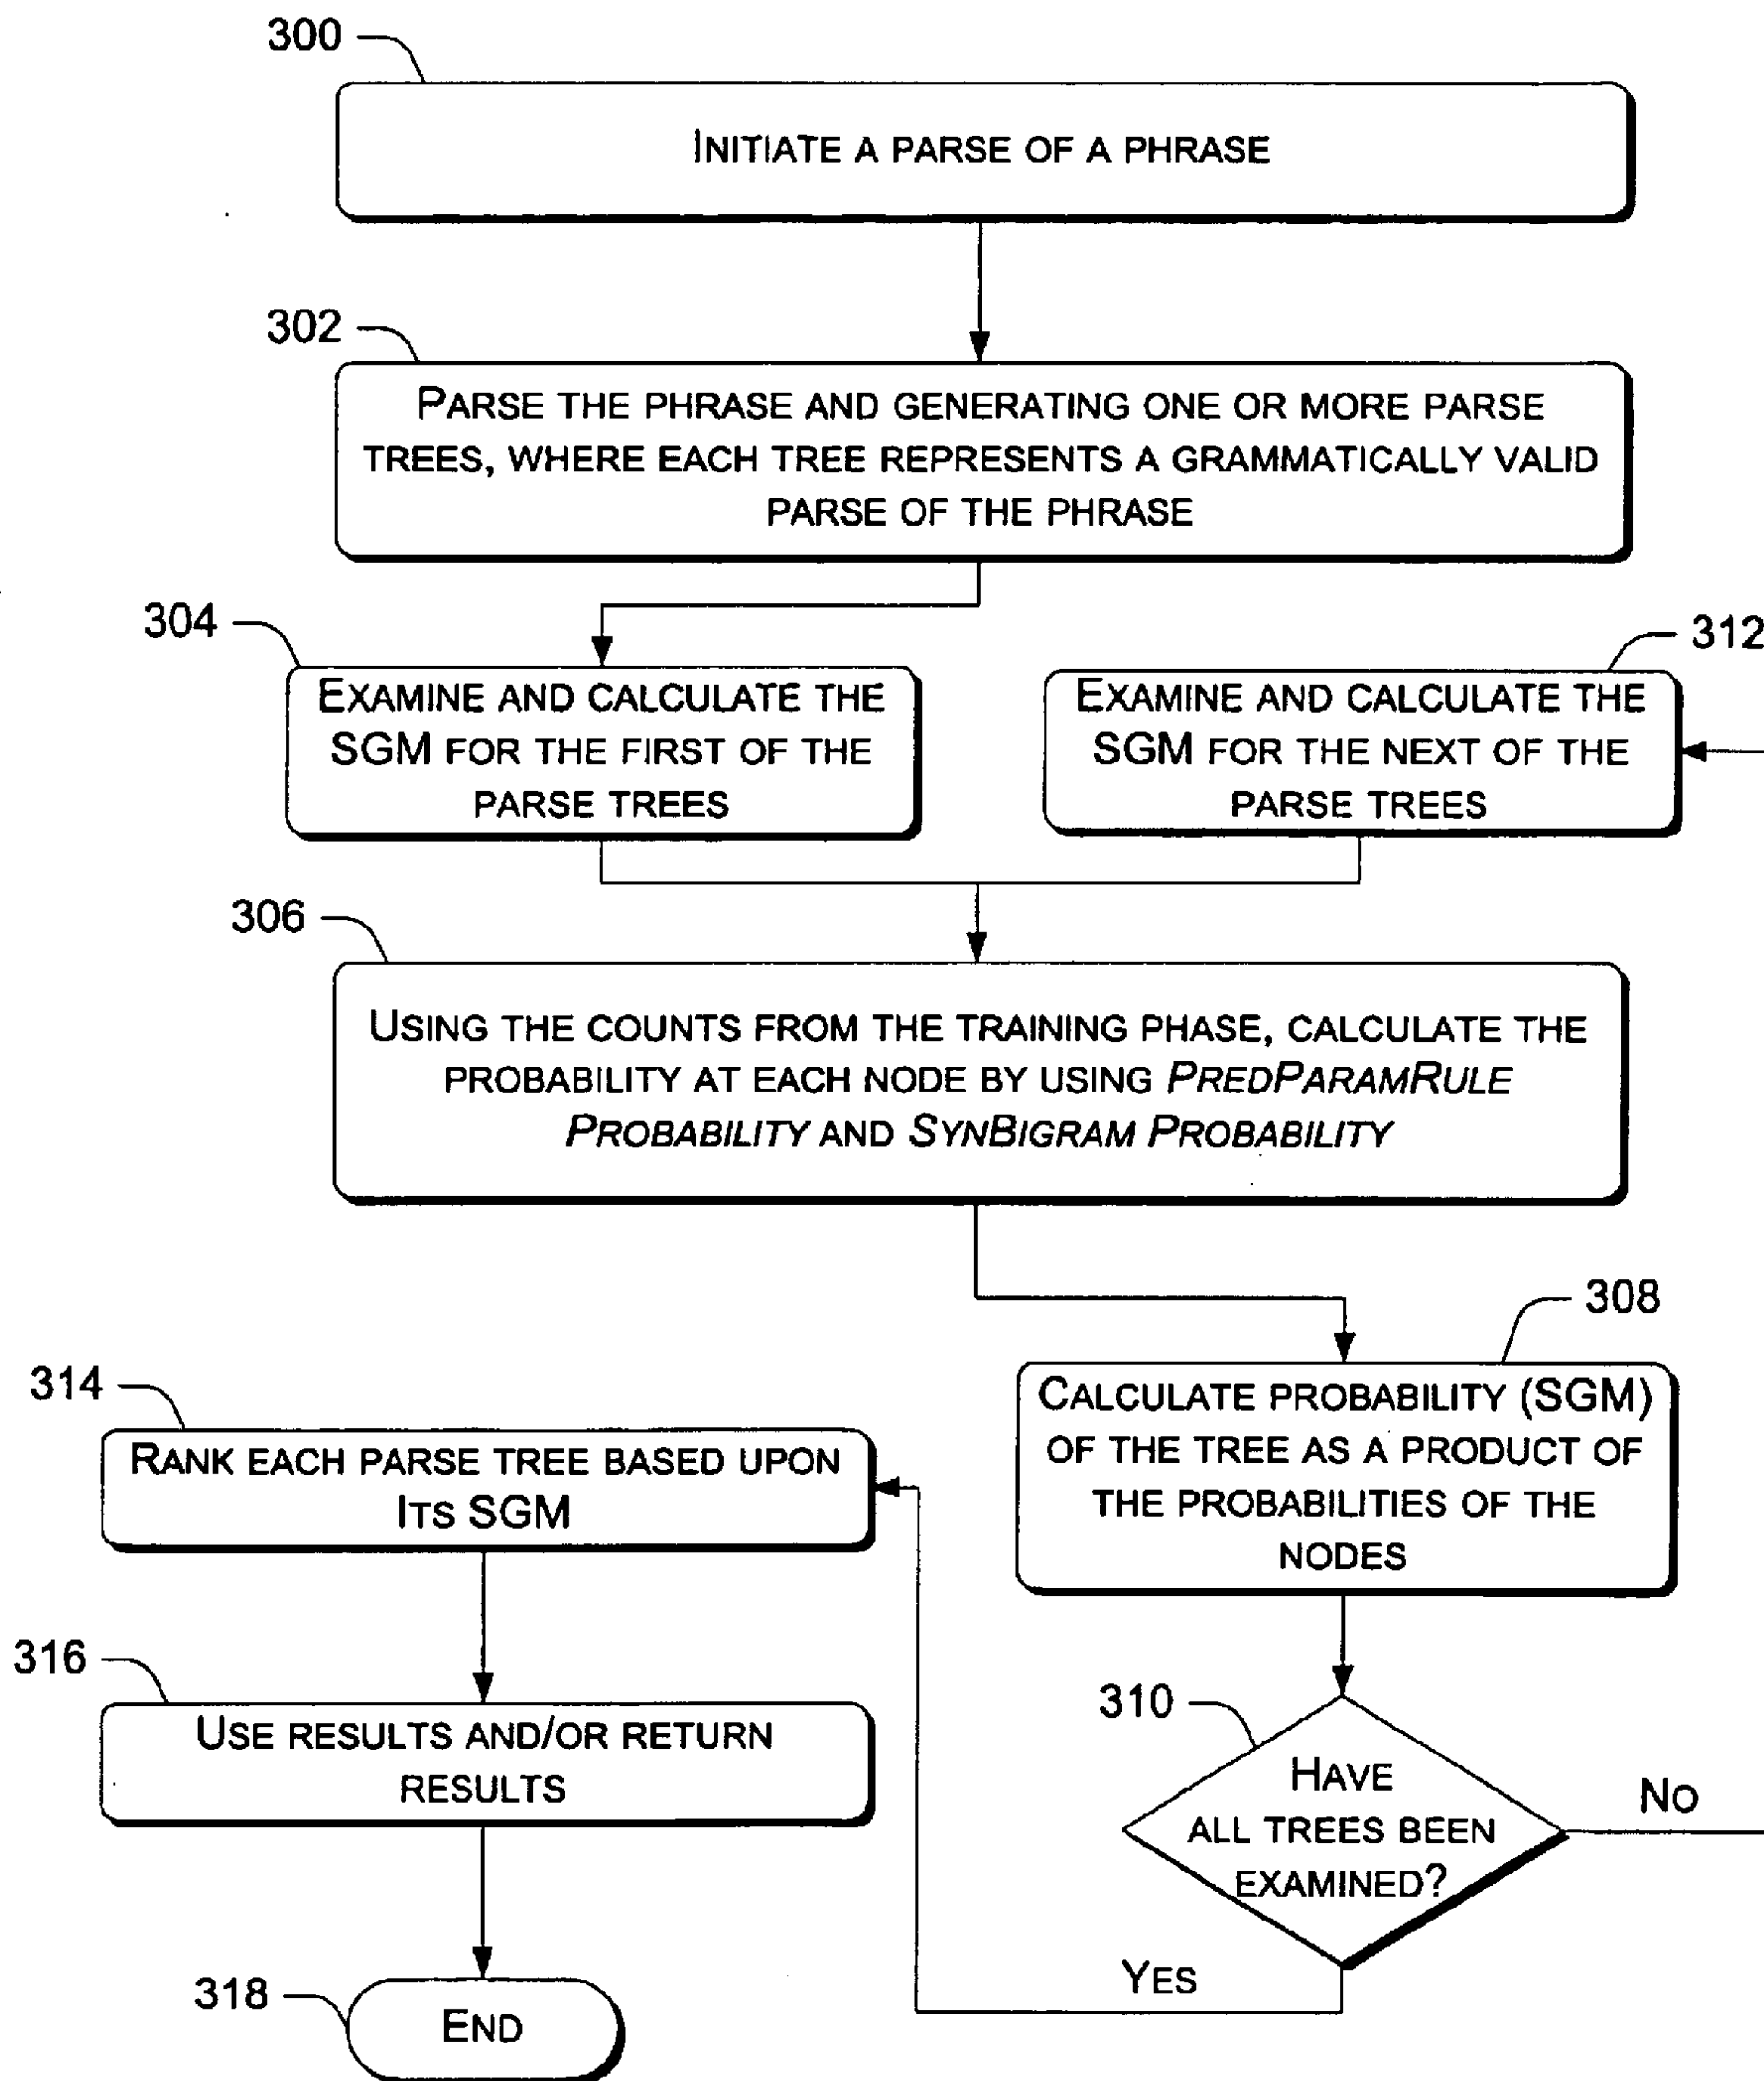 300
INITIATE A PARSE OF A PHRASE
302
PARSE THE PHRASE AND GENERATING ONE OR MORE PARSE
TREES, WHERE EACH TREE REPRESENTS A GRAMMATICALLY VALID
PARSE OF THE PHRASE
304
EXAMINE AND CALCULATE THE
SGM FOR THE FIRST OF THE
PARSE TREES
312
EXAMINE AND CALCULATE THE
SGM FOR THE NEXT OF THE
PARSE TREES
306
USING THE COUNTS FROM THE TRAINING PHASE, CALCULATE THE
PROBABILITY AT EACH NODE BY USING PREDPARAMRULE
PROBABILITY AND SYNBIGRAM PROBABILITY
308
CALCULATE PROBABILITY (SGM)
OF THE TREE AS A PRODUCT OF
THE PROBABILITIES OF THE
NODES
314
RANK EACH PARSE TREE BASED UPON
ITS SGM
316
USE RESULTS AND/OR RETURN
RESULTS
310
HAVE
ALL TREES BEEN
EXAMINED?
NO
YES
318
END